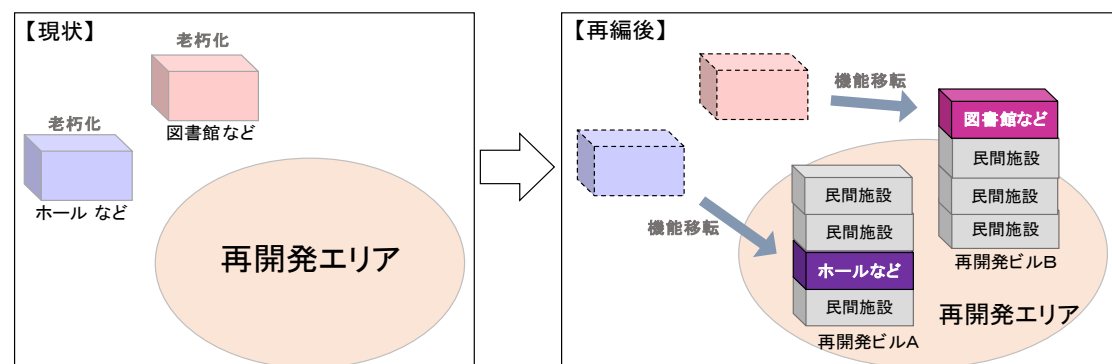 【現状】
老朽化
図書館など
老朽化
ホール など
再開発エリア
【再編後】
機能移転
図書館など
民間施設
民間施設
民間施設
再開発ビルB
機能移転
民間施設
民間施設
ホールなど
民間施設
再開発ビルA
再開発エリア